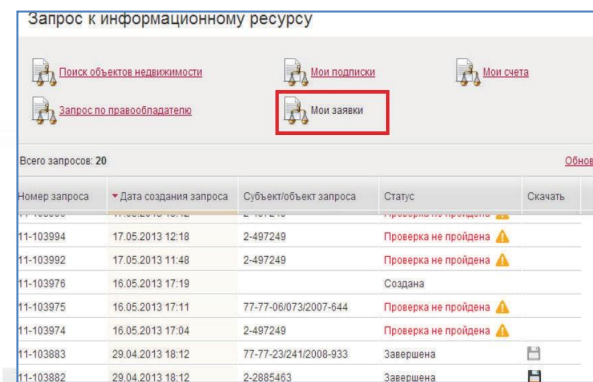 Запрос к информационному ресурсу
Поиск объектов недвижимости Мои подписки Мои счета
Запрос по правообладателю Мои заявки
Всего запросов: 20 Обнов
Номер запроса Дата создания запроса Субъект/объект запроса Статус Скачать
11-103994 17.05.2013 12:18 2-497249 Проверка не пройдена
11-103992 17.05.2013 11:48 2-497249 Проверка не пройдена
11-103976 16.05.2013 17:19 Создана
11-103975 16.05.2013 17:11 77-77-06/073/2007-644 Проверка не пройдена
11-103974 16.05.2013 17:04 2-497249 Проверка не пройдена
11-103883 29.04.2013 18:12 77-77-23/241/2008-933 Завершена
11-103882 29.04.2013 18:12 2-2885463 Завершена